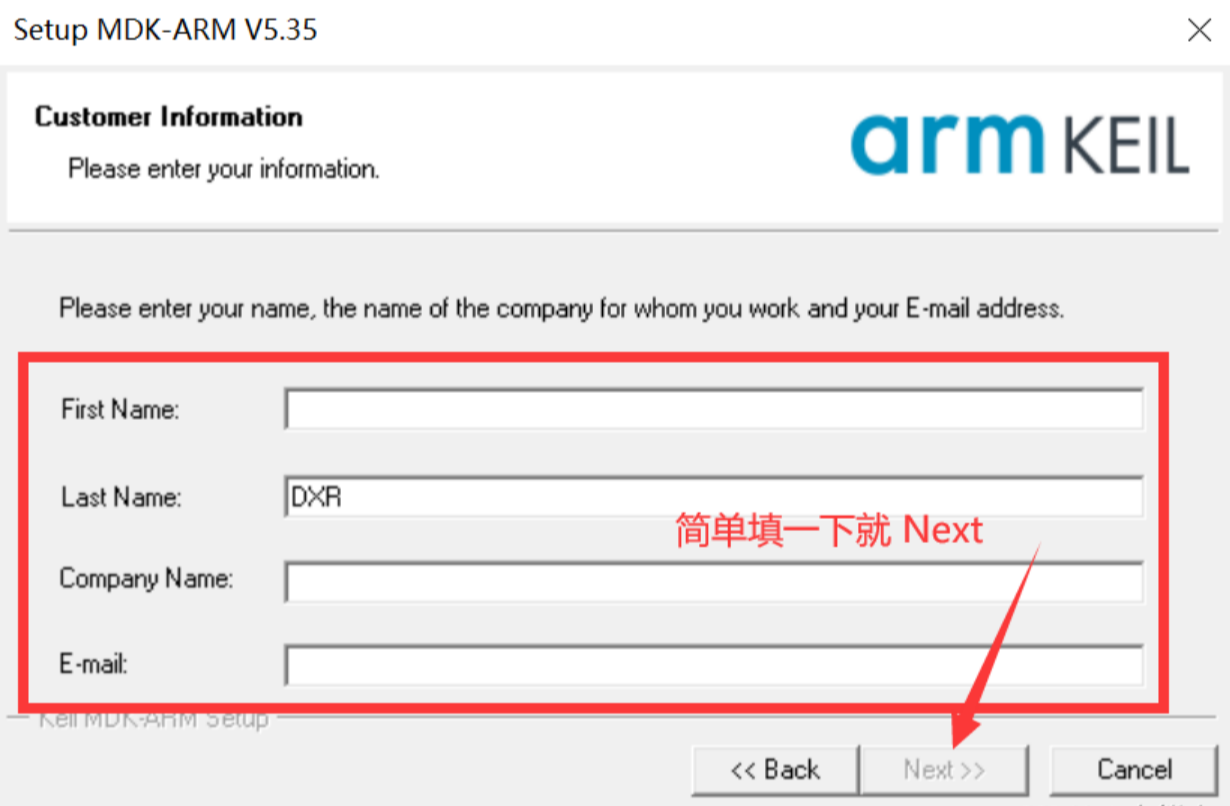 Setup MDK-ARM V5.35
Customer Information
Please enter your information.
arm KEIL
Please enter your name, the name of the company for whom you work and your E-mail address.
First Name:
Last Name: DXR
简单填一下就 Next
Company Name:
E-mail:
Keil MDK-ARM Setup
<< Back Next >> Cancel